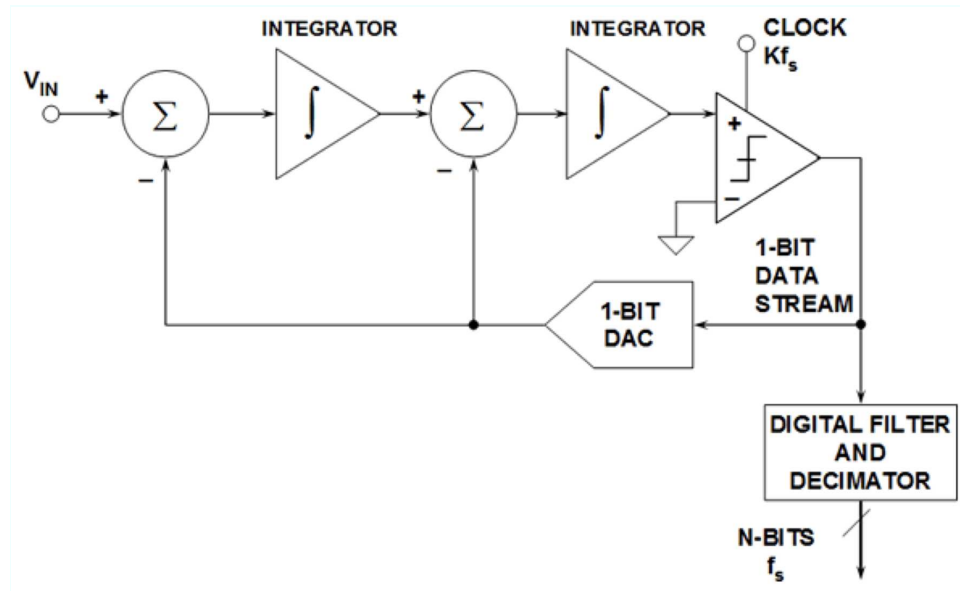 INTEGRATOR
INTEGRATOR
CLOCK
Kfs
VIN
+
Σ
∫
+
Σ
∫
+
−
−
−
1-BIT
DATA
STREAM
1-BIT
DAC
DIGITAL FILTER
AND
DECIMATOR
N-BITS
fs